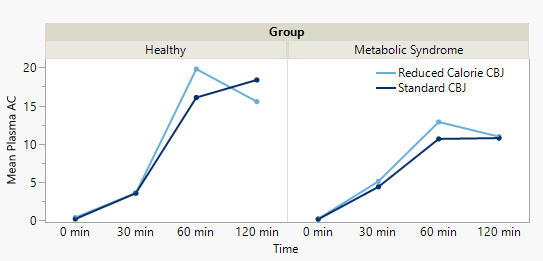 Group
Healthy
Metabolic Syndrome
Reduced Calorie CBJ
Standard CBJ
Mean Plasma AC
20
15
10
5
0
0 min 30 min 60 min 120 min 0 min 30 min 60 min 120 min
Time